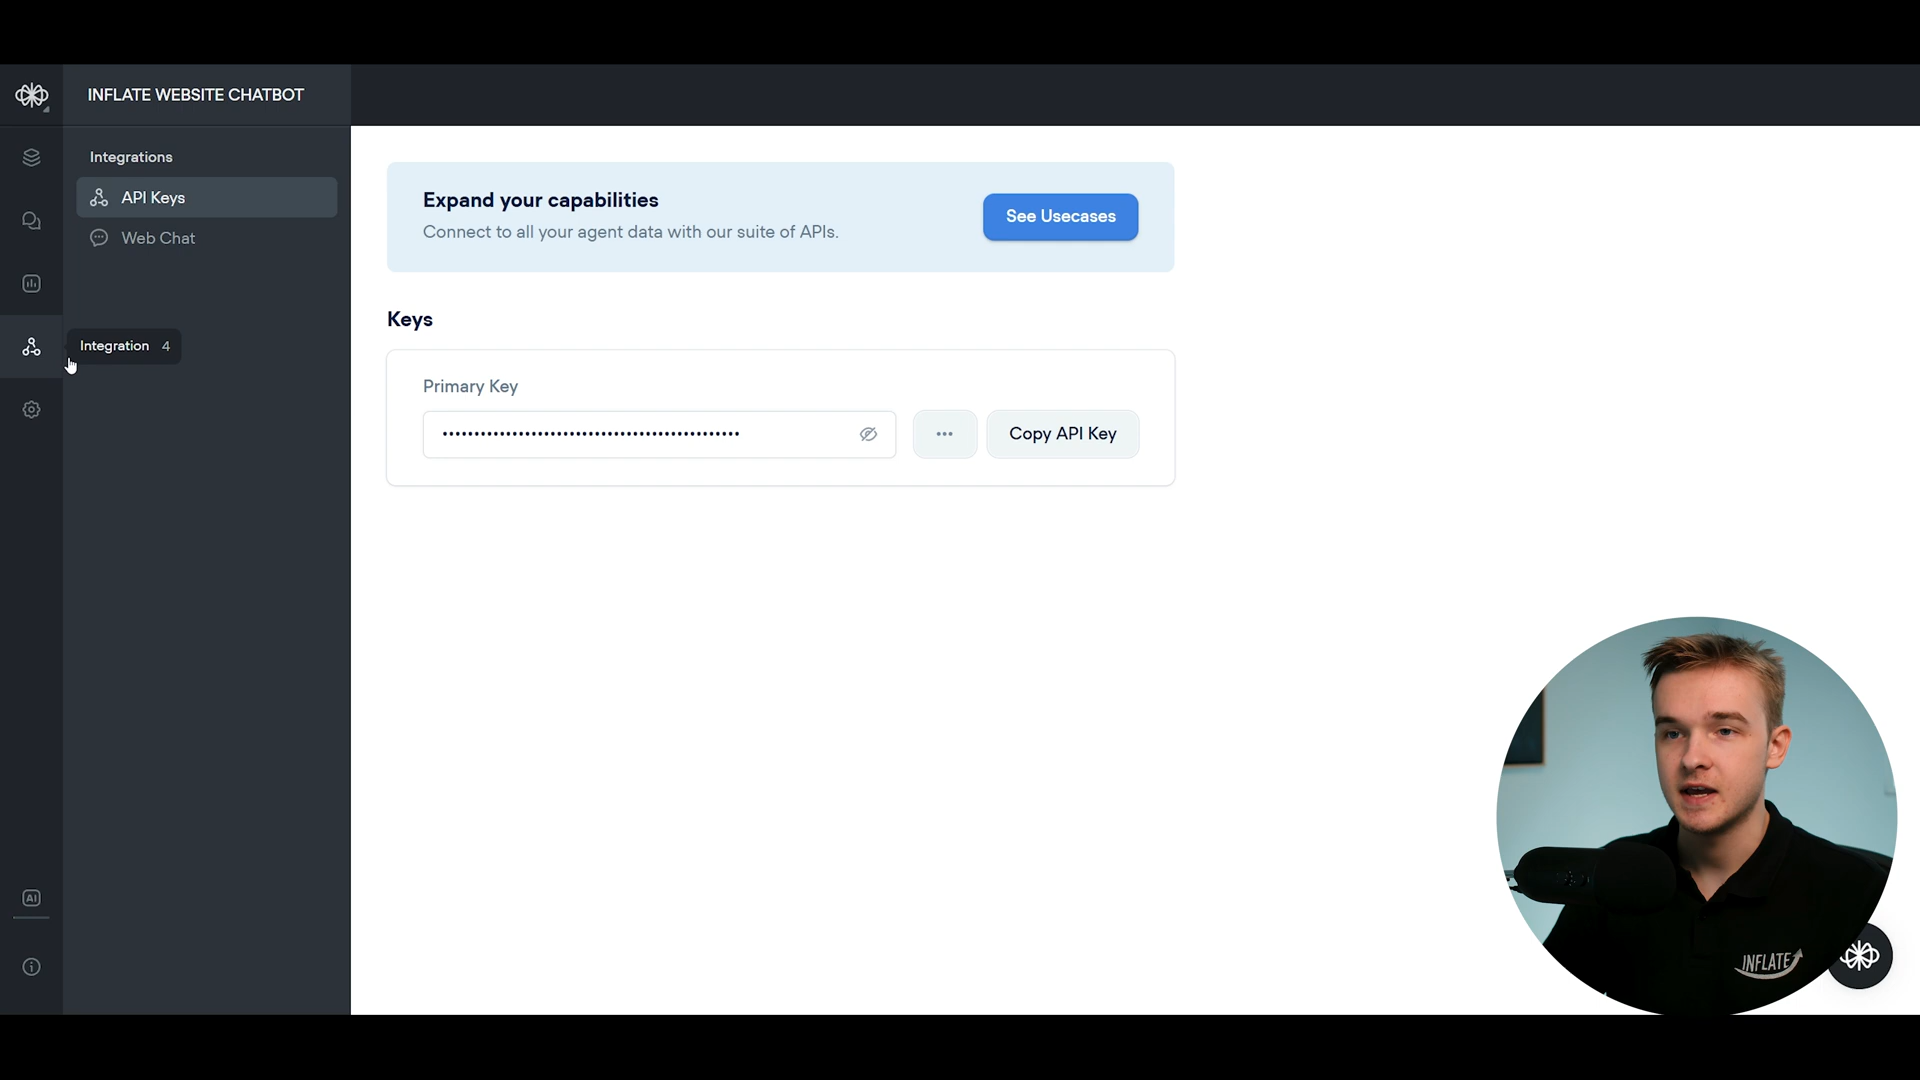 INFLATE WEBSITE CHATBOT
Integrations
API Keys
Web Chat
Integration 4
Expand your capabilities
Connect to all your agent data with our suite of APIs.
See Usecases
Keys
Primary Key
••••••••••••••••••••••••••••••••••••••••••••••
•••
Copy API Key
AI
INFLATE